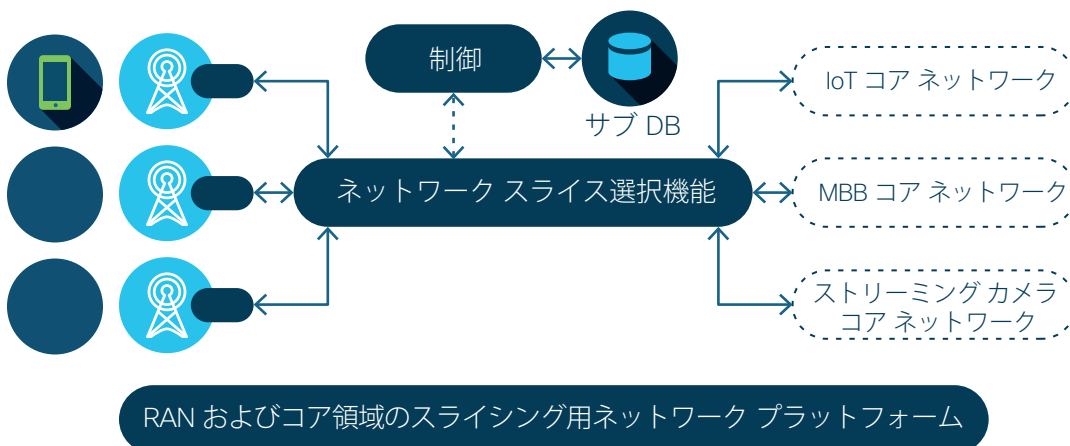 制御
サブ DB
IoT コア ネットワーク
ネットワーク スライス選択機能
MBB コア ネットワーク
ストリーミング カメラ
コア ネットワーク
RAN およびコア領域のスライシング用ネットワーク プラットフォーム